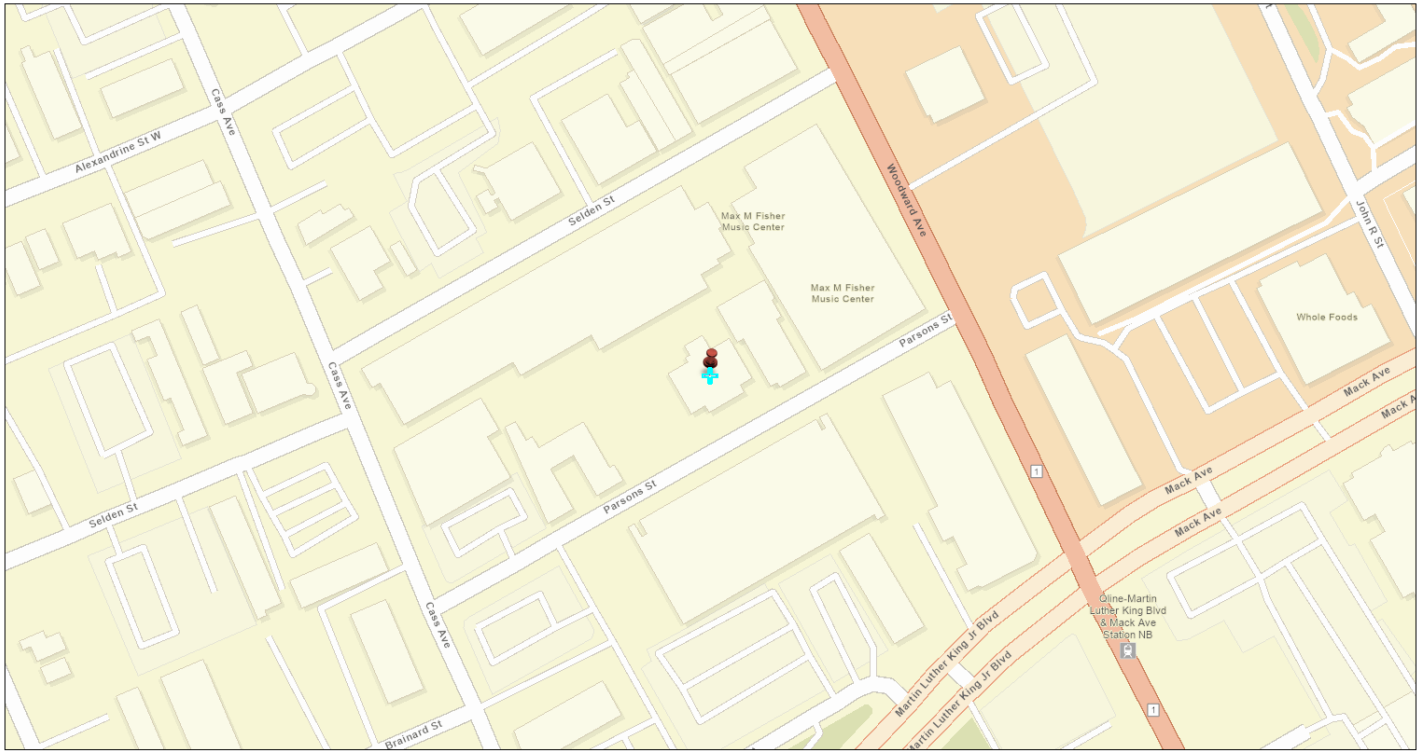 Cass Ave
Alexandrine St W
Woodward Ave
Selden St
Max M Fisher
Music Center
John R St
Max M Fisher
Music Center
Parsons St
Whole Foods
Cass Ave
Mack Ave
Mack A
1
Mack Ave
Parsons St
Selden St
Mack Ave
Cass Ave
Qline-Martin
Luther King Blvd
& Mack Ave
Station NB
Martin Luther King Jr Blvd
Martin Luther King Jr Blvd
1
Brainard St